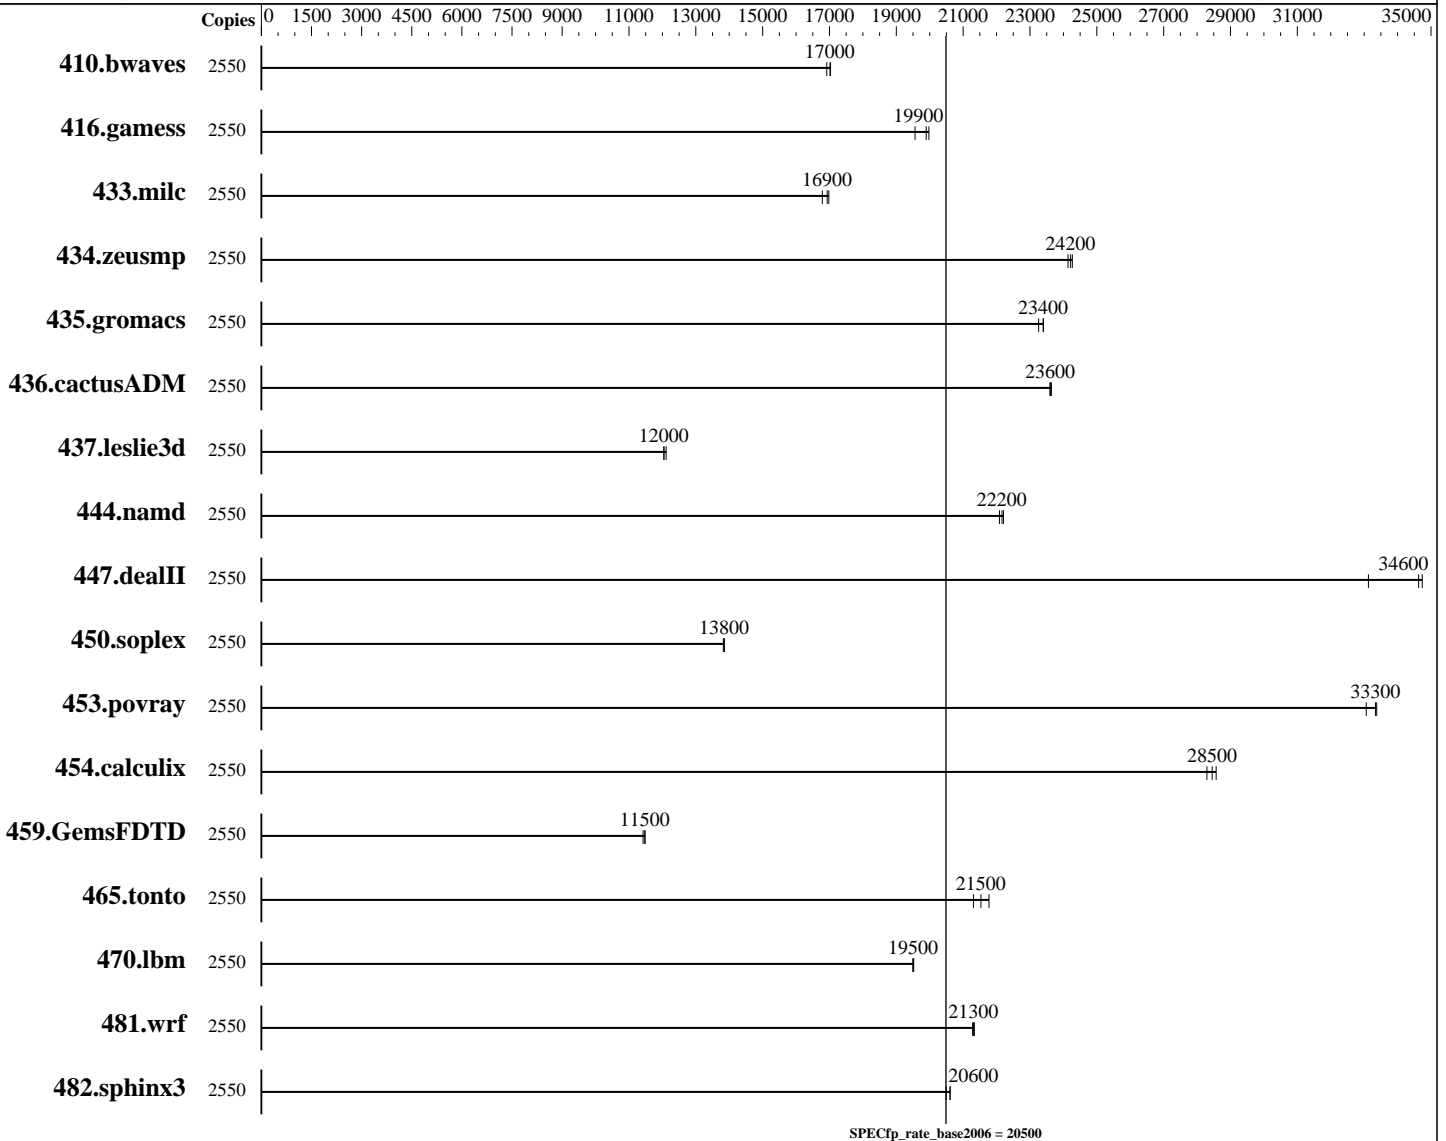 Copies 0 1500 3000 4500 6000 7500 9000 11000 13000 15000 17000 19000 21000 23000 25000 27000 29000 31000 35000
17000
410.bwaves 2550
19900
416.gamess 2550
16900
433.milc 2550
24200
434.zeusmp 2550
23400
435.gromacs 2550
23600
436.cactusADM 2550
12000
437.leslie3d 2550
22200
444.namd 2550
34600
447.dealII 2550
13800
450.soplex 2550
33300
453.povray 2550
28500
454.calculix 2550
11500
459.GemsFDTD 2550
21500
465.tonto 2550
19500
470.lbm 2550
21300
481.wrf 2550
20600
482.sphinx3 2550
SPECfp_rate_base2006 = 20500